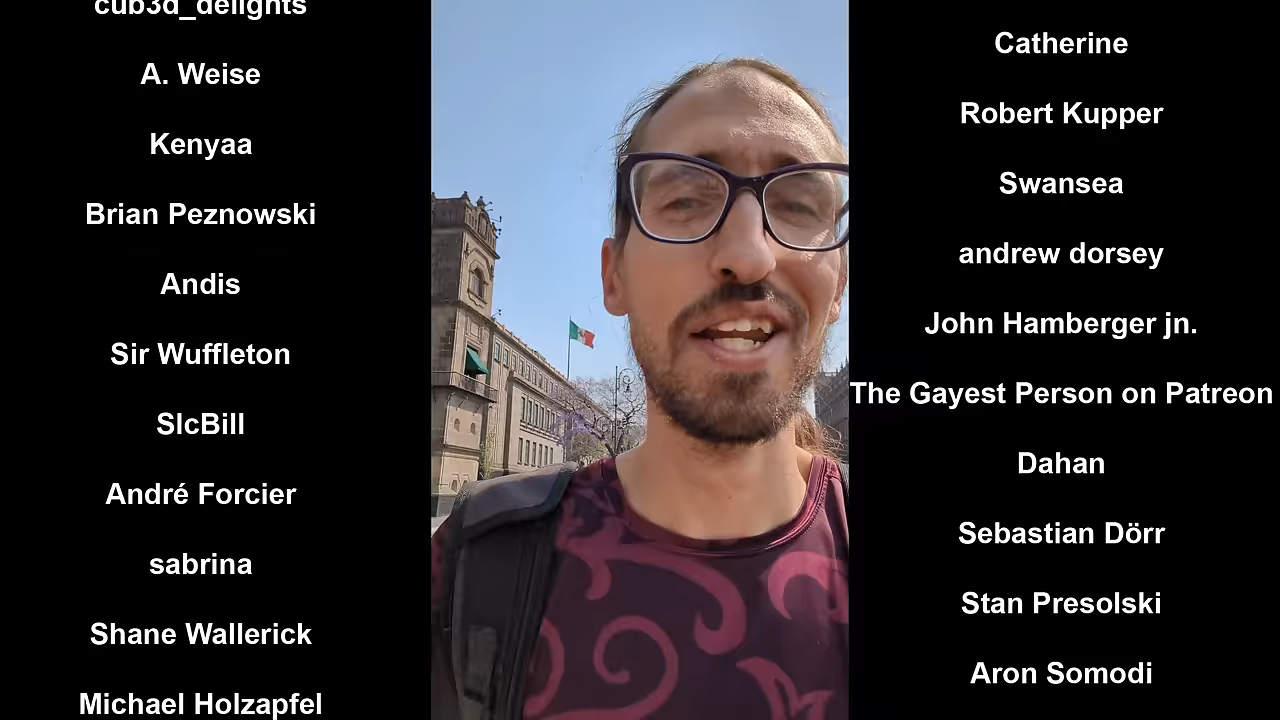 cub3d_delights
A. Weise
Kenyaa
Brian Peznowski
Andis
Sir Wuffleton
SlcBill
André Forcier
sabrina
Shane Wallerick
Michael Holzapfel
Catherine
Robert Kupper
Swansea
andrew dorsey
John Hamberger jn.
The Gayest Person on Patreon
Dahan
Sebastian Dörr
Stan Presolski
Aron Somodi